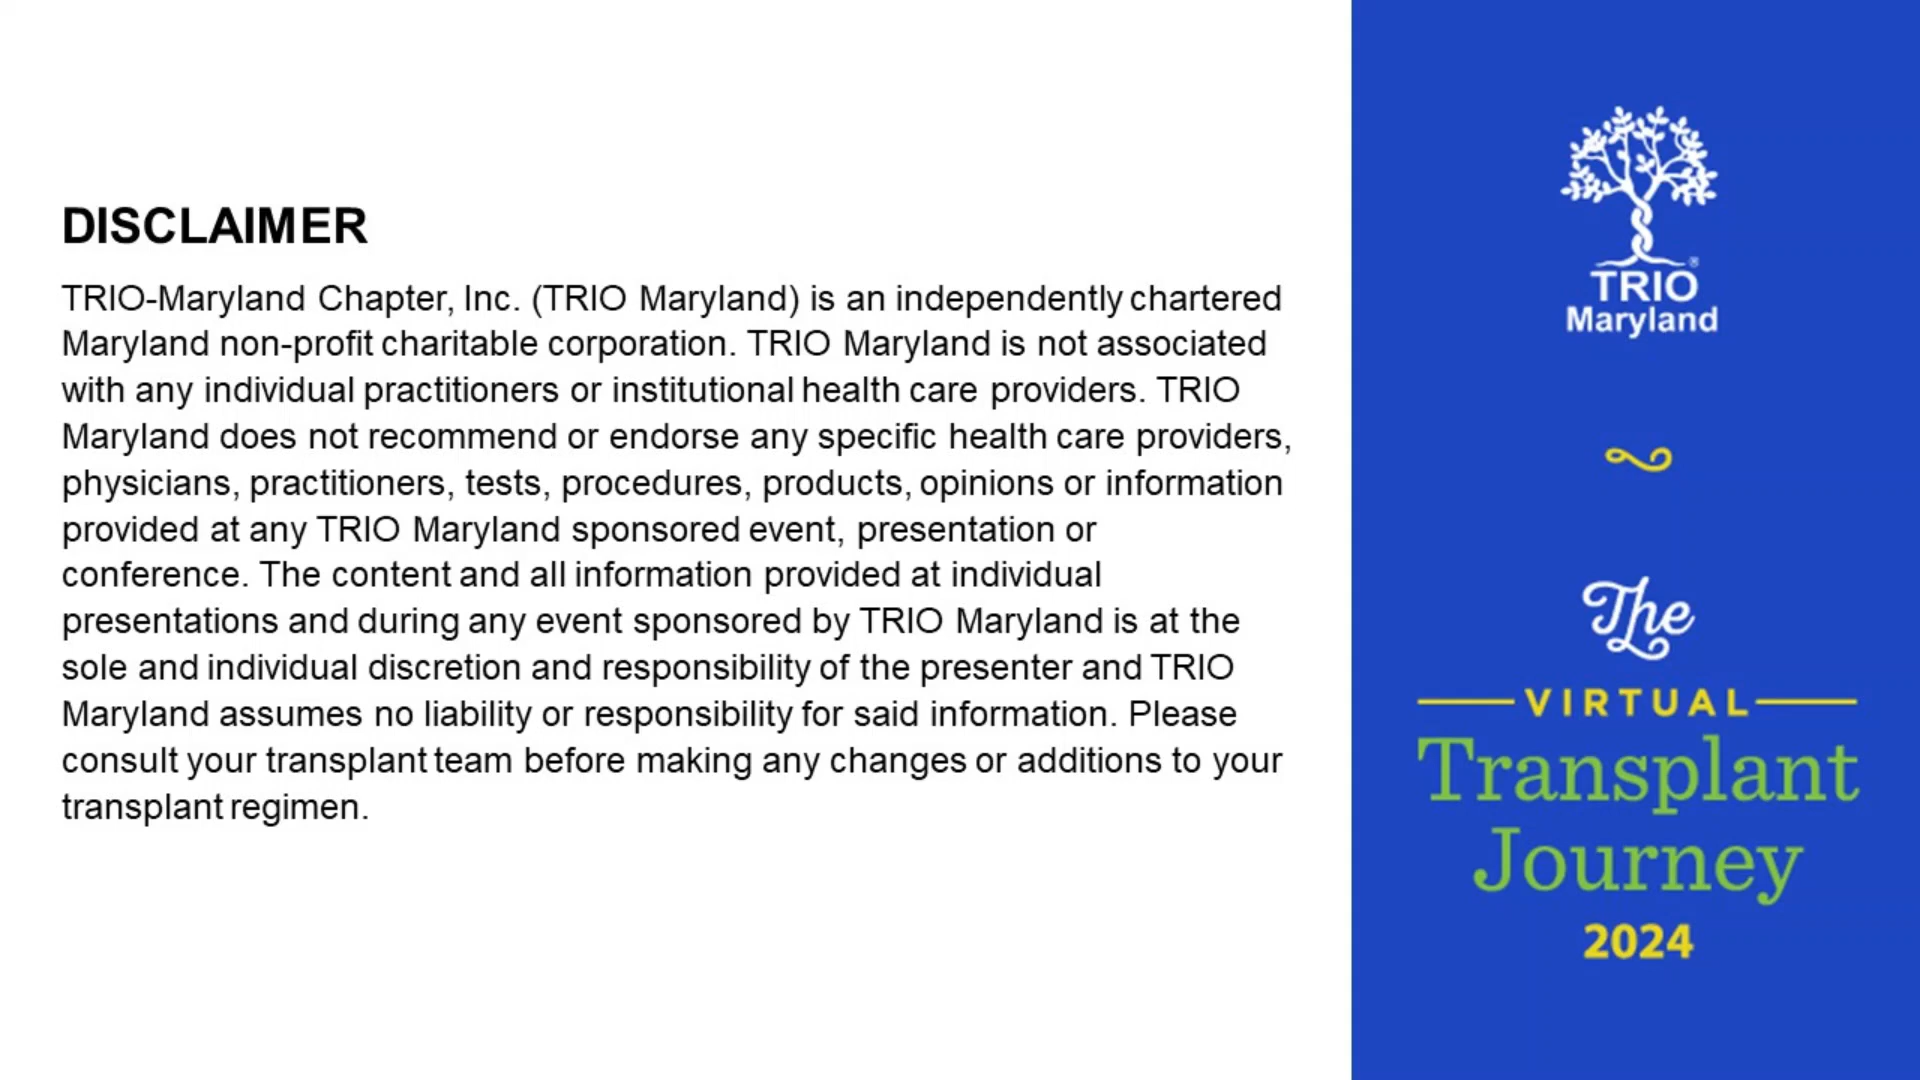 DISCLAIMER
TRIO-Maryland Chapter, Inc. (TRIO Maryland) is an independently chartered
Maryland non-profit charitable corporation. TRIO Maryland is not associated
with any individual practitioners or institutional health care providers. TRIO
Maryland does not recommend or endorse any specific health care providers,
physicians, practitioners, tests, procedures, products, opinions or information
provided at any TRIO Maryland sponsored event, presentation or
conference. The content and all information provided at individual
presentations and during any event sponsored by TRIO Maryland is at the
sole and individual discretion and responsibility of the presenter and TRIO
Maryland assumes no liability or responsibility for said information. Please
consult your transplant team before making any changes or additions to your
transplant regimen.
®
TRIO
Maryland
The
VIRTUAL
Transplant
Journey
2024